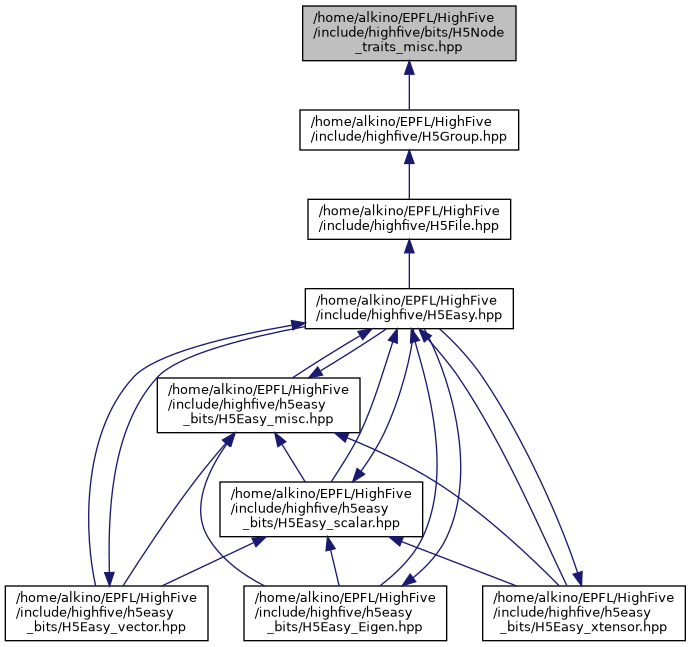 /home/alkino/EPFL/HighFive
/include/highfive/bits/H5Node
_traits_misc.hpp
/home/alkino/EPFL/HighFive
/include/highfive/H5Group.hpp
/home/alkino/EPFL/HighFive
/include/highfive/H5File.hpp
/home/alkino/EPFL/HighFive
/include/highfive/H5Easy.hpp
/home/alkino/EPFL/HighFive
/include/highfive/h5easy
_bits/H5Easy_misc.hpp
/home/alkino/EPFL/HighFive
/include/highfive/h5easy
_bits/H5Easy_scalar.hpp
/home/alkino/EPFL/HighFive
/include/highfive/h5easy
_bits/H5Easy_vector.hpp
/home/alkino/EPFL/HighFive
/include/highfive/h5easy
_bits/H5Easy_Eigen.hpp
/home/alkino/EPFL/HighFive
/include/highfive/h5easy
_bits/H5Easy_xtensor.hpp